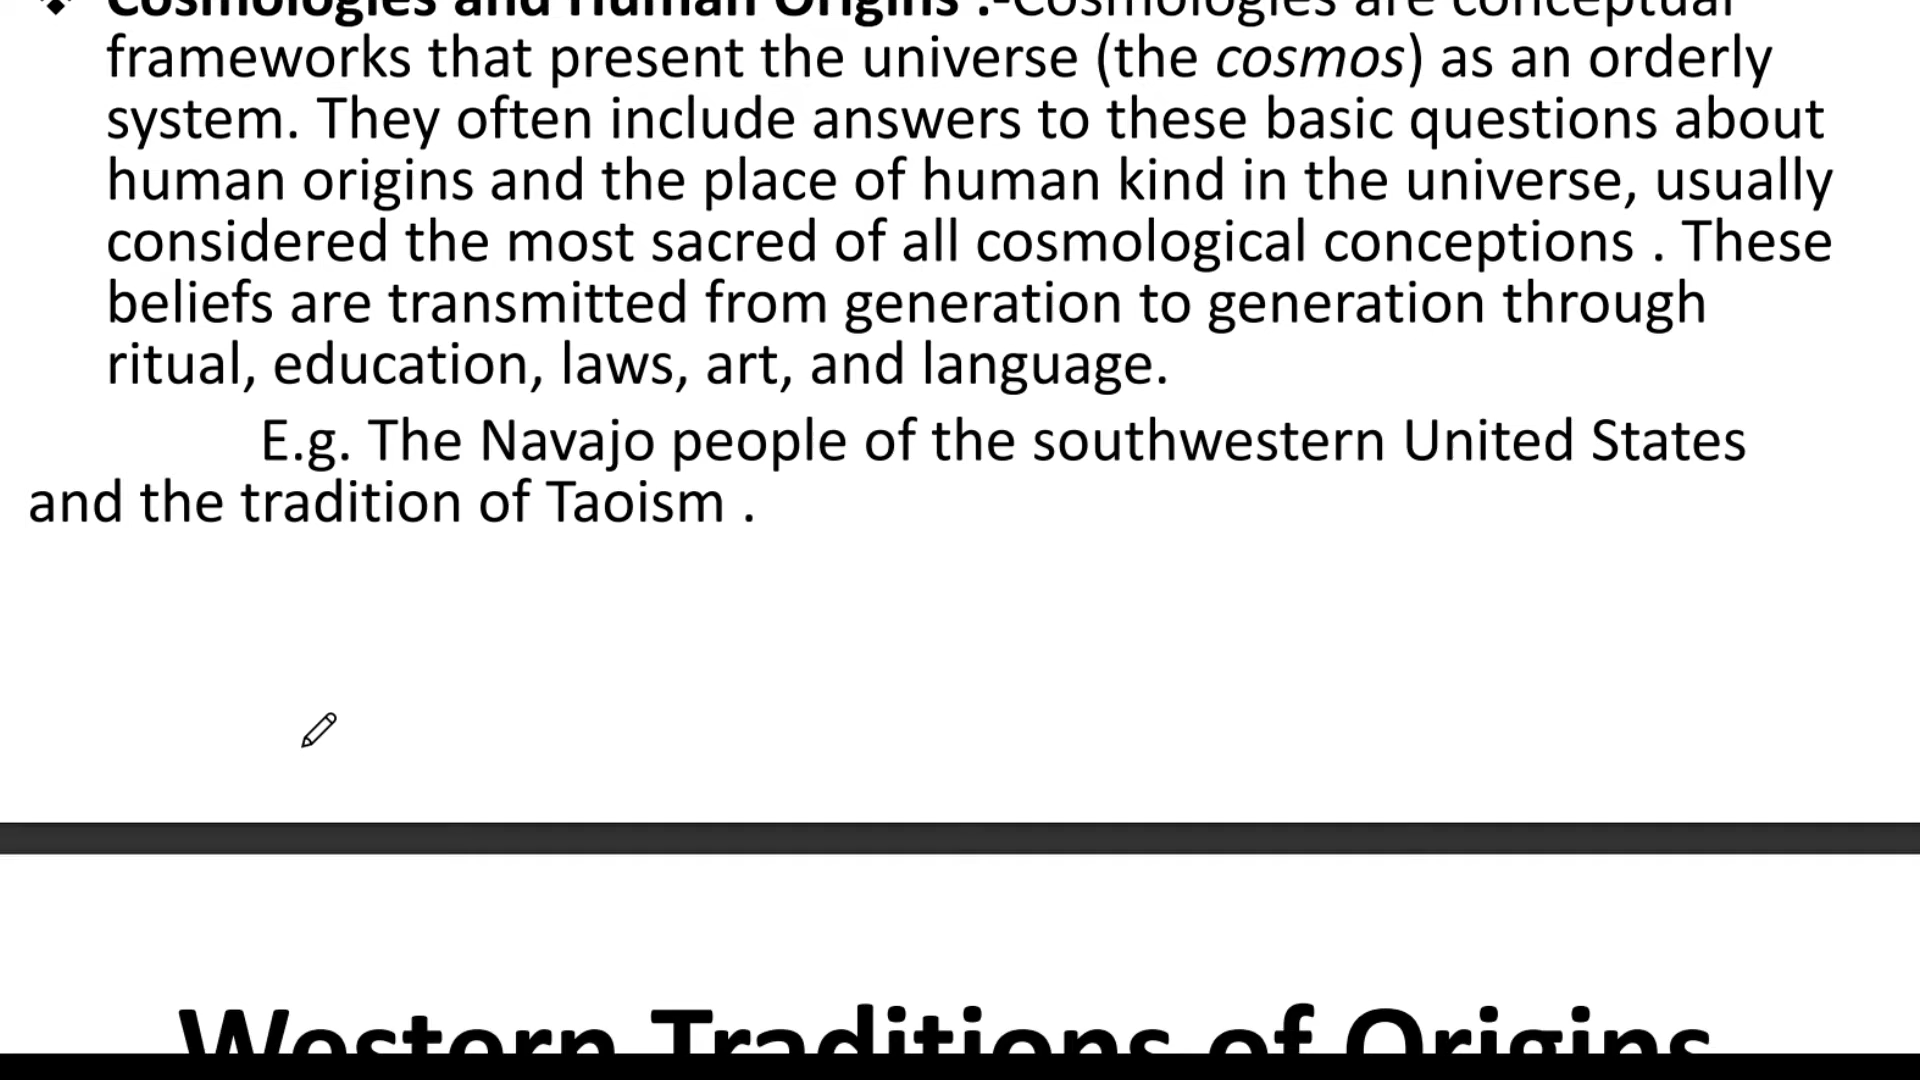 ❖ Cosmologies and Human Origins :-Cosmologies are conceptual
frameworks that present the universe (the cosmos) as an orderly
system. They often include answers to these basic questions about
human origins and the place of human kind in the universe, usually
considered the most sacred of all cosmological conceptions . These
beliefs are transmitted from generation to generation through
ritual, education, laws, art, and language.
E.g. The Navajo people of the southwestern United States
and the tradition of Taoism .
Western Traditions of Origins